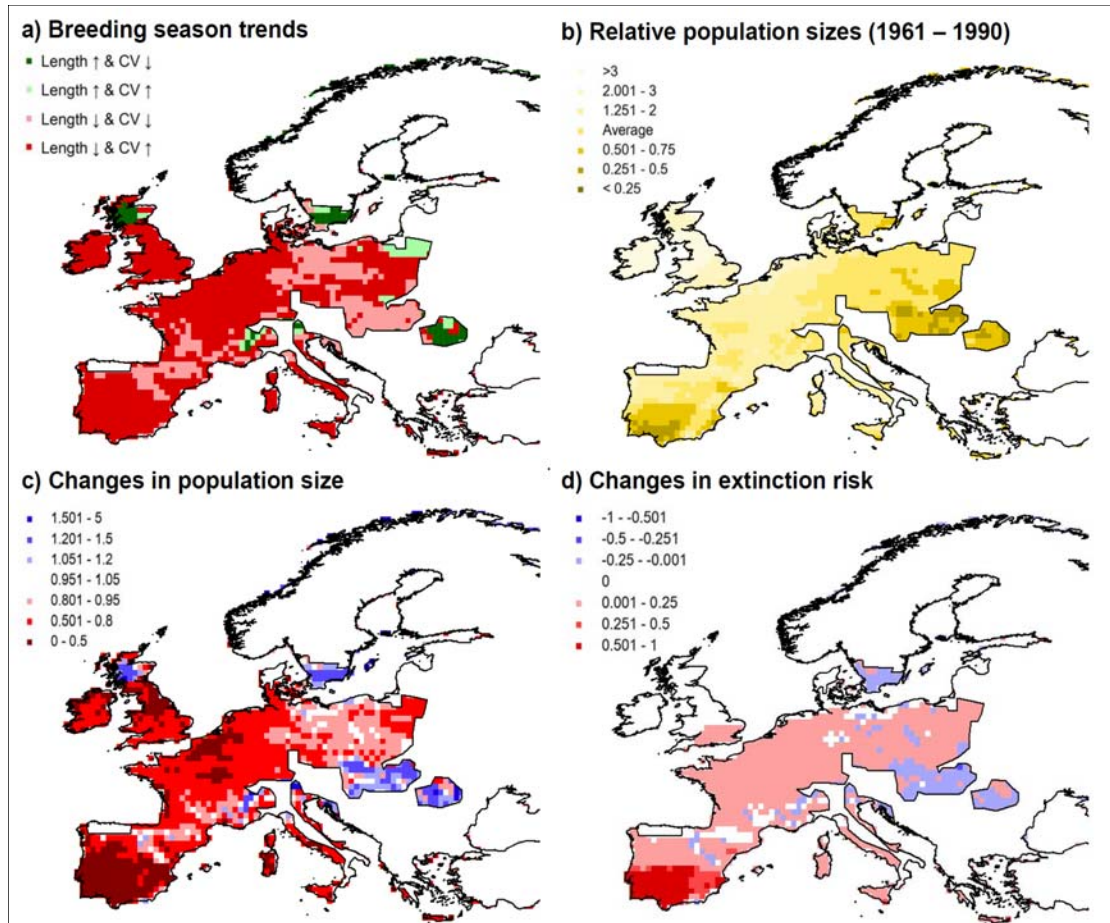 a) Breeding season trends
Length ↑ & CV ↓
Length ↑ & CV ↑
Length ↓ & CV ↓
Length ↓ & CV ↑
b) Relative population sizes (1961 – 1990)
>3
2.001 - 3
1.251 - 2
Average
0.501 - 0.75
0.251 - 0.5
< 0.25
c) Changes in population size
1.501 - 5
1.201 - 1.5
1.051 - 1.2
0.951 - 1.05
0.801 - 0.95
0.501 - 0.8
0 - 0.5
d) Changes in extinction risk
-1 - -0.501
-0.5 - -0.251
-0.25 - -0.001
0
0.001 - 0.25
0.251 - 0.5
0.501 - 1